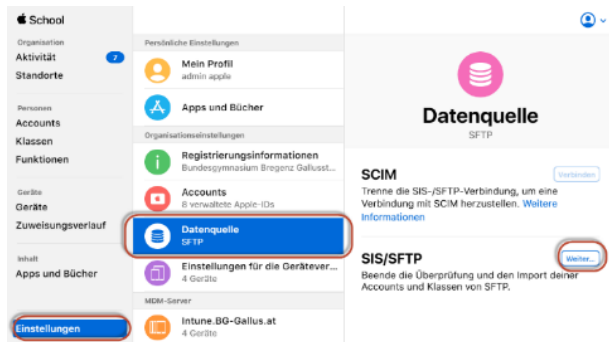 School
Organisation
Aktivität 7
Standorte
Personen
Accounts
Klassen
Funktionen
Geräte
Geräte
Zuweisungsverlauf
Inhalt
Apps und Bücher
Einstellungen
Persönliche Einstellungen
Mein Profil
admin apple
Apps und Bücher
Organisationseinstellungen
Registrierungsinformationen
Bundesgymnasium Bregenz Gallusst...
Accounts
8 verwaltete Apple-IDs
Datenquelle
SFTP
Einstellungen für die Gerätever...
4 Geräte
MDM-Server
Intune.BG-Gallus.at
4 Geräte
Datenquelle
SFTP
SCIM
Verbinden
Trenne die SIS-/SFTP-Verbindung, um eine
Verbindung mit SCIM herzustellen. Weitere
Informationen
SIS/SFTP
Weiter...
Beende die Überprüfung und den Import deiner
Accounts und Klassen von SFTP.